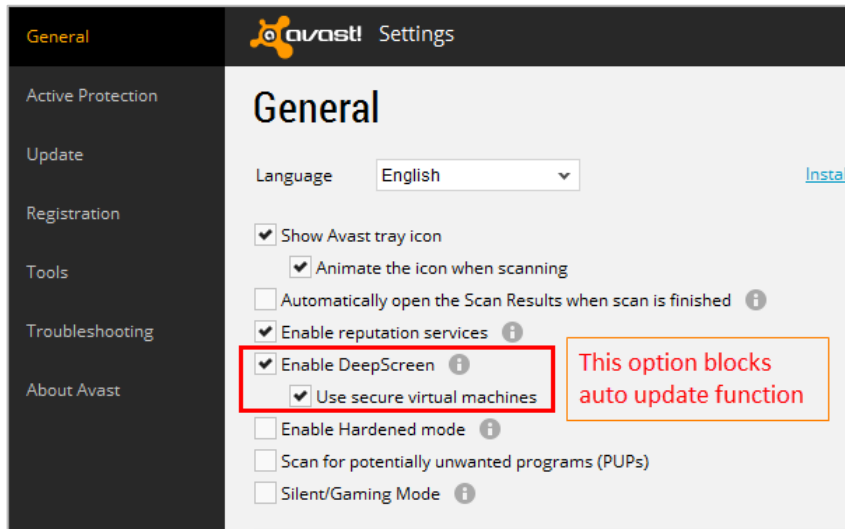 General
avast! Settings
Active Protection
Update
Registration
Tools
Troubleshooting
About Avast
General
Language English
Show Avast tray icon
Animate the icon when scanning
Automatically open the Scan Results when scan is finished
Enable reputation services
Enable DeepScreen
Use secure virtual machines
This option blocks
auto update function
Enable Hardened mode
Scan for potentially unwanted programs (PUPs)
Silent/Gaming Mode